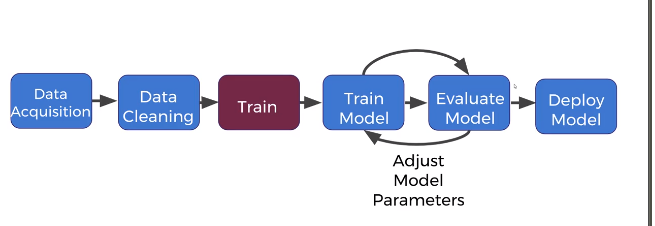 Data
Acquisition
Data
Cleaning
Train
Train
Model
Evaluate
Model
Deploy
Model
Adjust
Model
Parameters